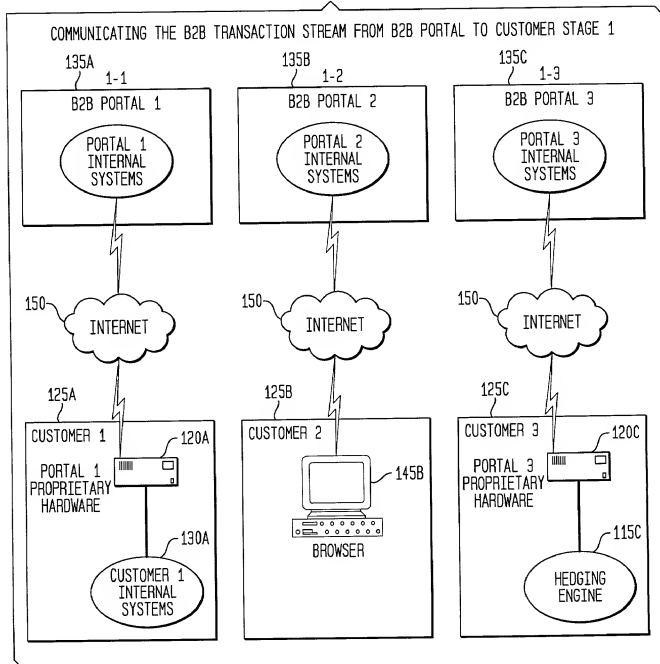 COMMUNICATING THE B2B TRANSACTION STREAM FROM B2B PORTAL TO CUSTOMER STAGE 1
135A
1-1
135B
1-2
135C
1-3
B2B PORTAL 1
B2B PORTAL 2
B2B PORTAL 3
PORTAL 1
INTERNAL
SYSTEMS
PORTAL 2
INTERNAL
SYSTEMS
PORTAL 3
INTERNAL
SYSTEMS
150
INTERNET
150
INTERNET
150
INTERNET
125A
CUSTOMER 1
120A
PORTAL 1
PROPRIETARY
HARDWARE
130A
CUSTOMER 1
INTERNAL
SYSTEMS
125B
CUSTOMER 2
145B
BROWSER
125C
CUSTOMER 3
120C
PORTAL 3
PROPRIETARY
HARDWARE
115C
HEDGING
ENGINE